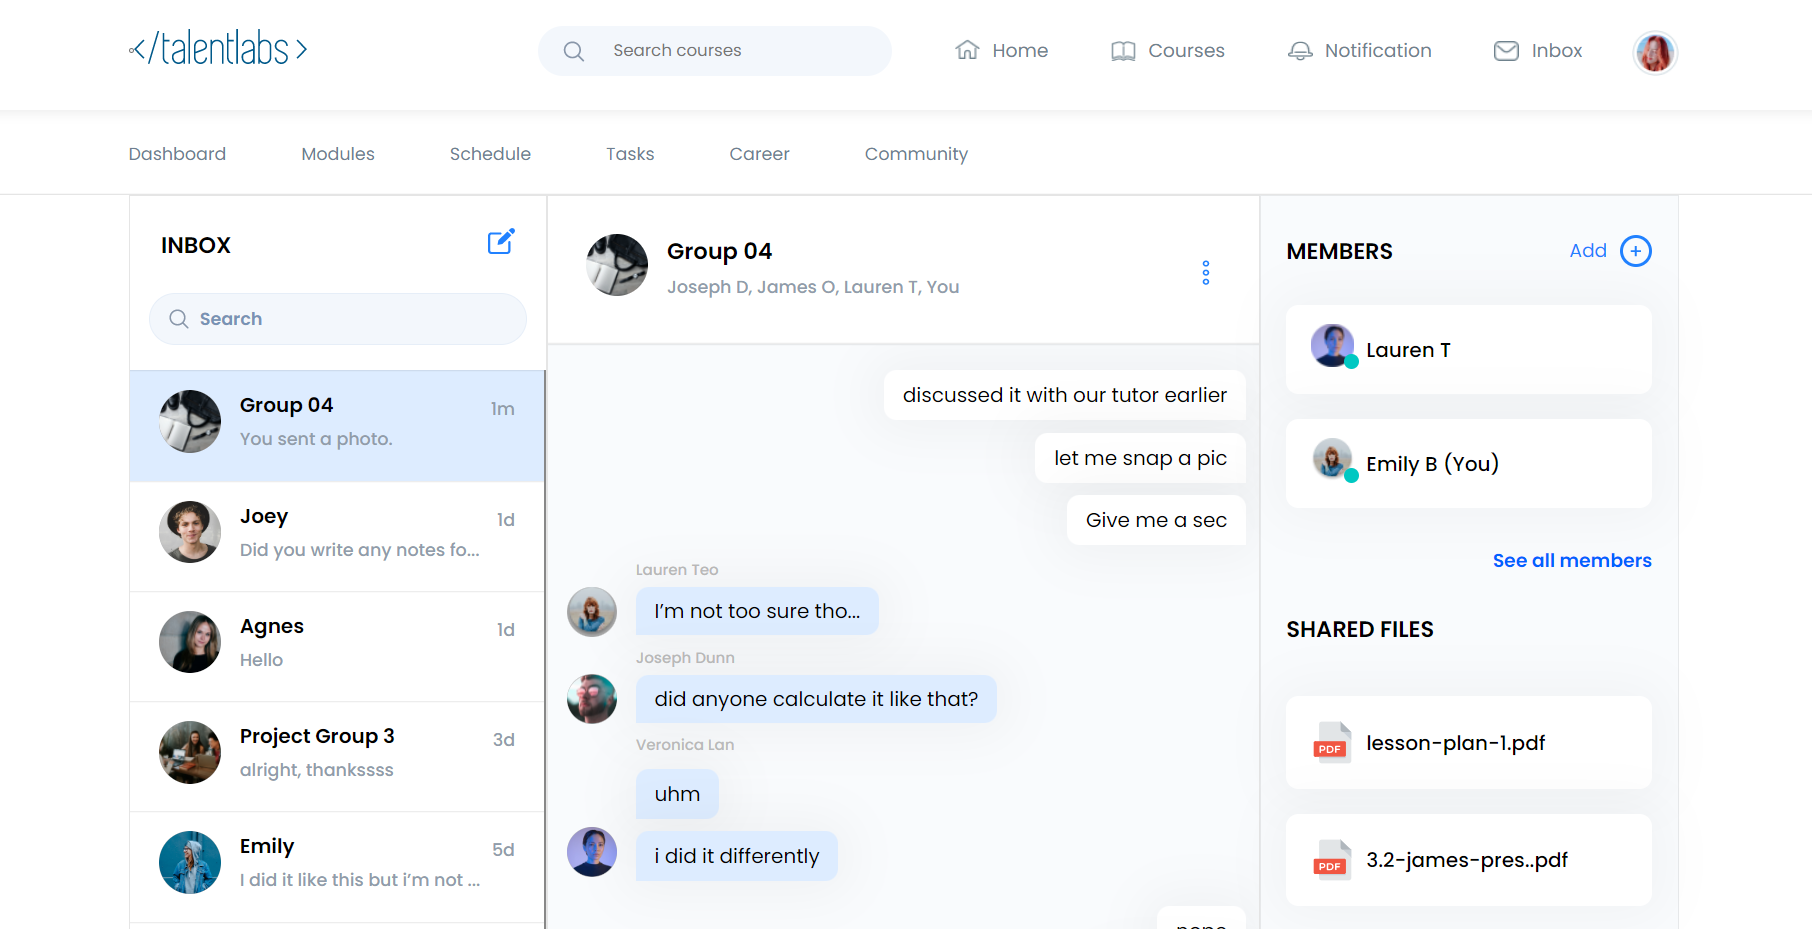 </talentlabs>
Search courses
Home
Courses
Notification
Inbox
Dashboard
Modules
Schedule
Tasks
Career
Community
INBOX
Search
Group 04
1m
You sent a photo.
Joey
1d
Did you write any notes fo...
Agnes
1d
Hello
Project Group 3
3d
alright, thankssss
Emily
5d
I did it like this but i’m not ...
Group 04
Joseph D, James O, Lauren T, You
discussed it with our tutor earlier
let me snap a pic
Give me a sec
Lauren Teo
I’m not too sure tho...
Joseph Dunn
did anyone calculate it like that?
Veronica Lan
uhm
i did it differently
MEMBERS
Add
Lauren T
Emily B (You)
See all members
SHARED FILES
PDF
lesson-plan-1.pdf
PDF
3.2-james-pres..pdf